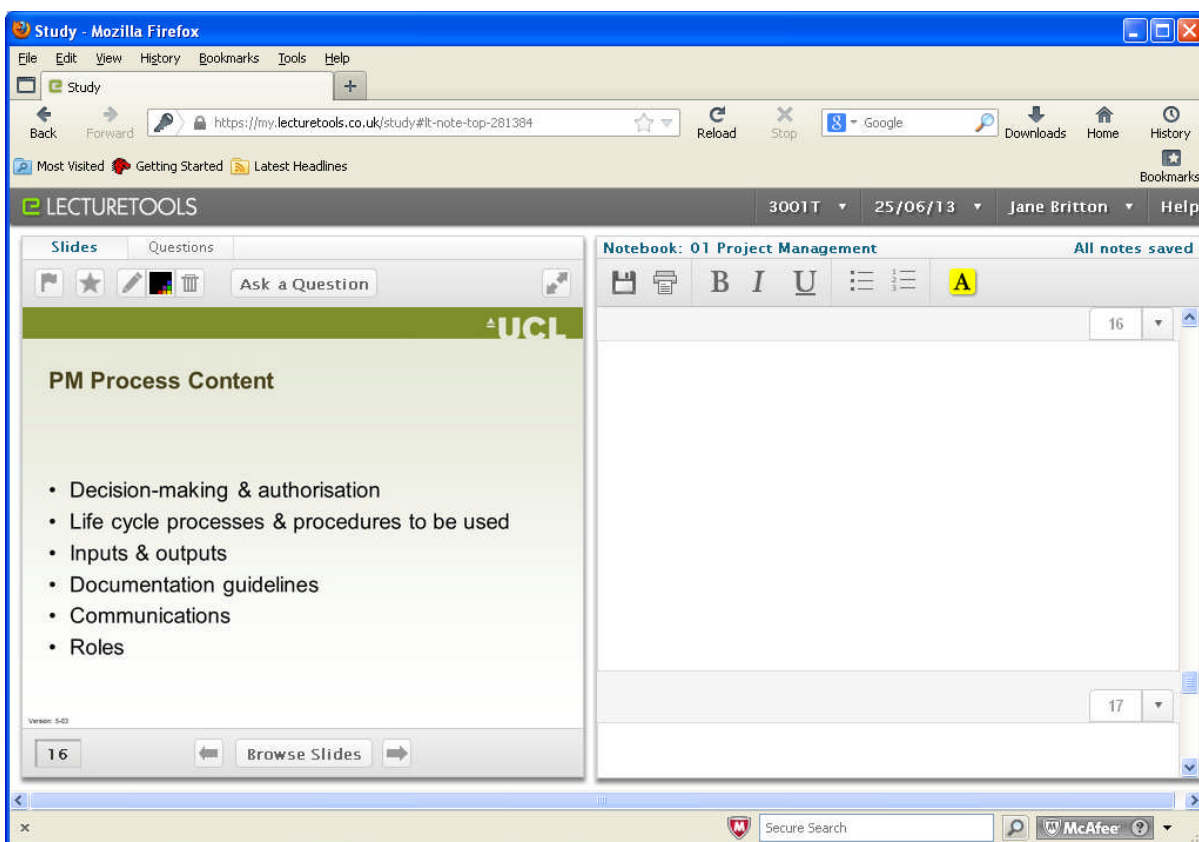 Study - Mozilla Firefox
File Edit View History Bookmarks Tools Help
Study
Back Forward https://my.lecturetools.co.uk/study#lt-note-top-281384 Reload Stop Google Downloads Home History
Most Visited Getting Started Latest Headlines Bookmarks
LECTURETOOLS 3001T 25/06/13 Jane Britton Help
Slides Questions
Ask a Question
UCL
PM Process Content
• Decision-making & authorisation
• Life cycle processes & procedures to be used
• Inputs & outputs
• Documentation guidelines
• Communications
• Roles
Version: 5-03
16 Browse Slides
Notebook: 01 Project Management All notes saved
B I U A
16
17
x Secure Search McAfee ?